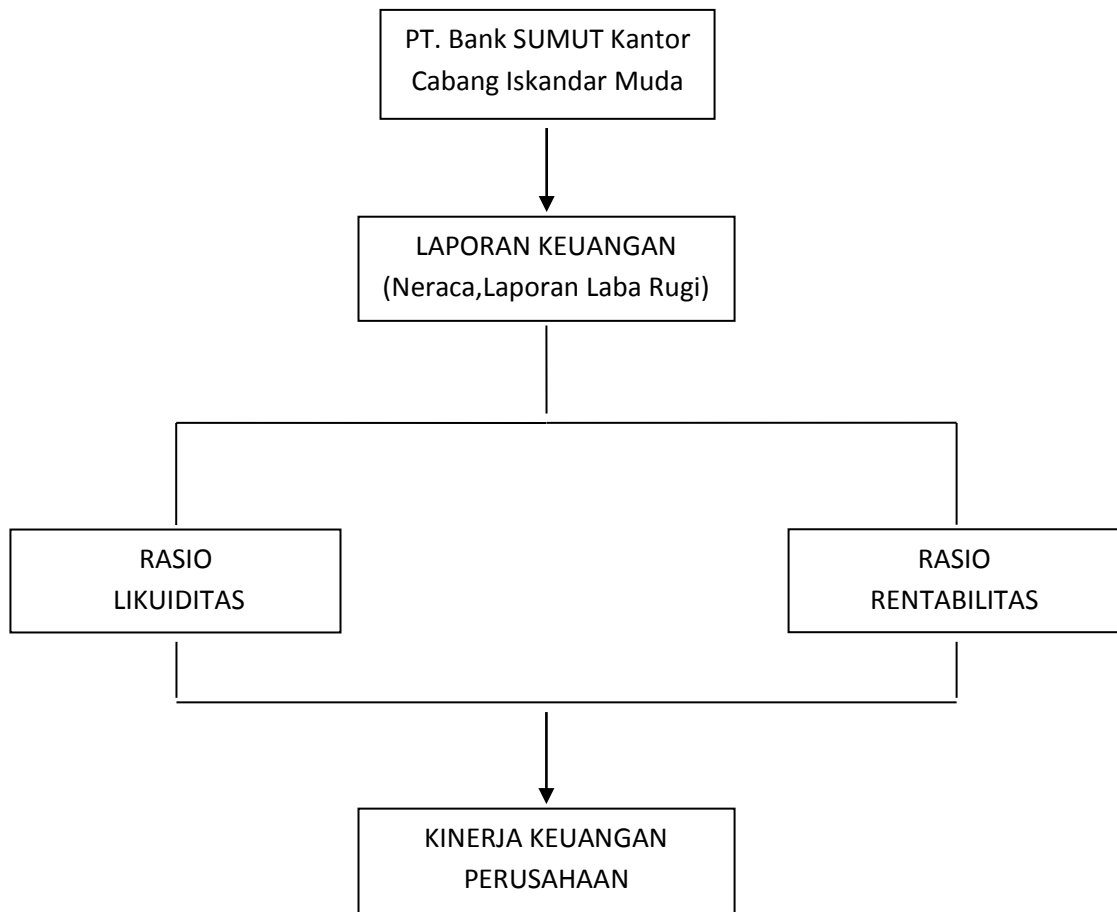 PT. Bank SUMUT Kantor
Cabang Iskandar Muda
LAPORAN KEUANGAN
(Neraca,Laporan Laba Rugi)
RASIO
LIKUIDITAS
RASIO
RENTABILITAS
KINERJA KEUANGAN
PERUSAHAAN